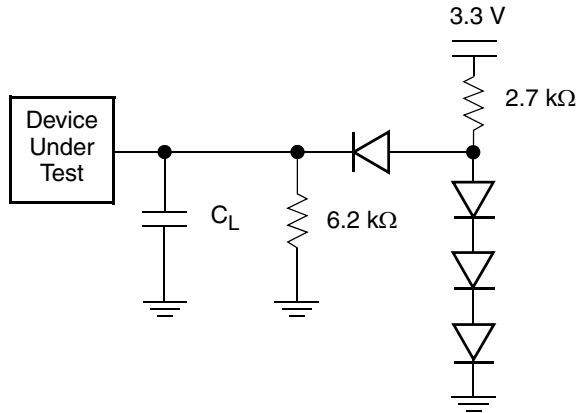 3.3 V
2.7 kΩ
Device
Under
Test
C_L
6.2 kΩ